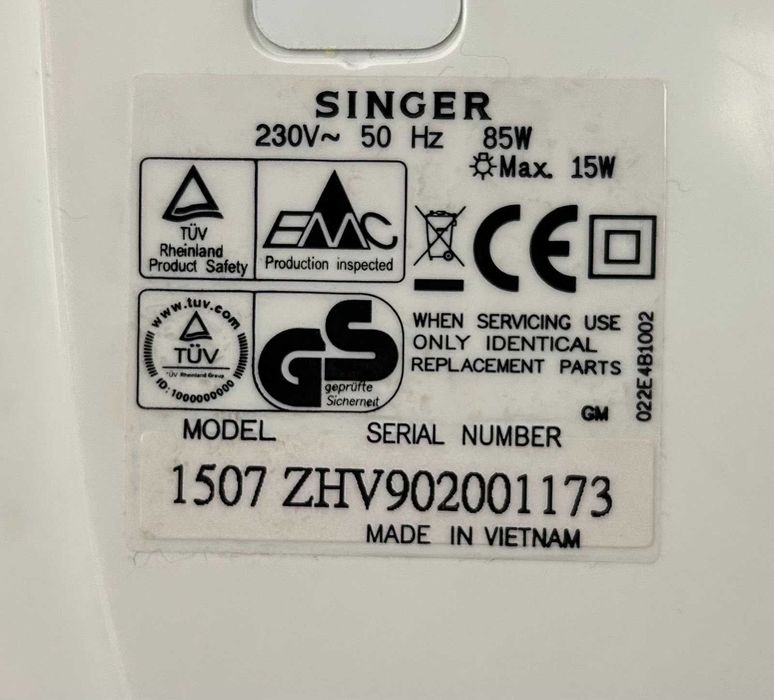 SINGER
230V~ 50 Hz 85W
Max. 15W
TÜV
Rheinland
Product Safety
EMC
Production inspected
CE
www.tuv.com
TÜV
TÜV Rheinland Group
ID:1000000000
GS
geprüfte
Sicherheit
WHEN SERVICING USE
ONLY IDENTICAL
REPLACEMENT PARTS
GM
022E4B1002
MODEL SERIAL NUMBER
1507 ZHV902001173
MADE IN VIETNAM